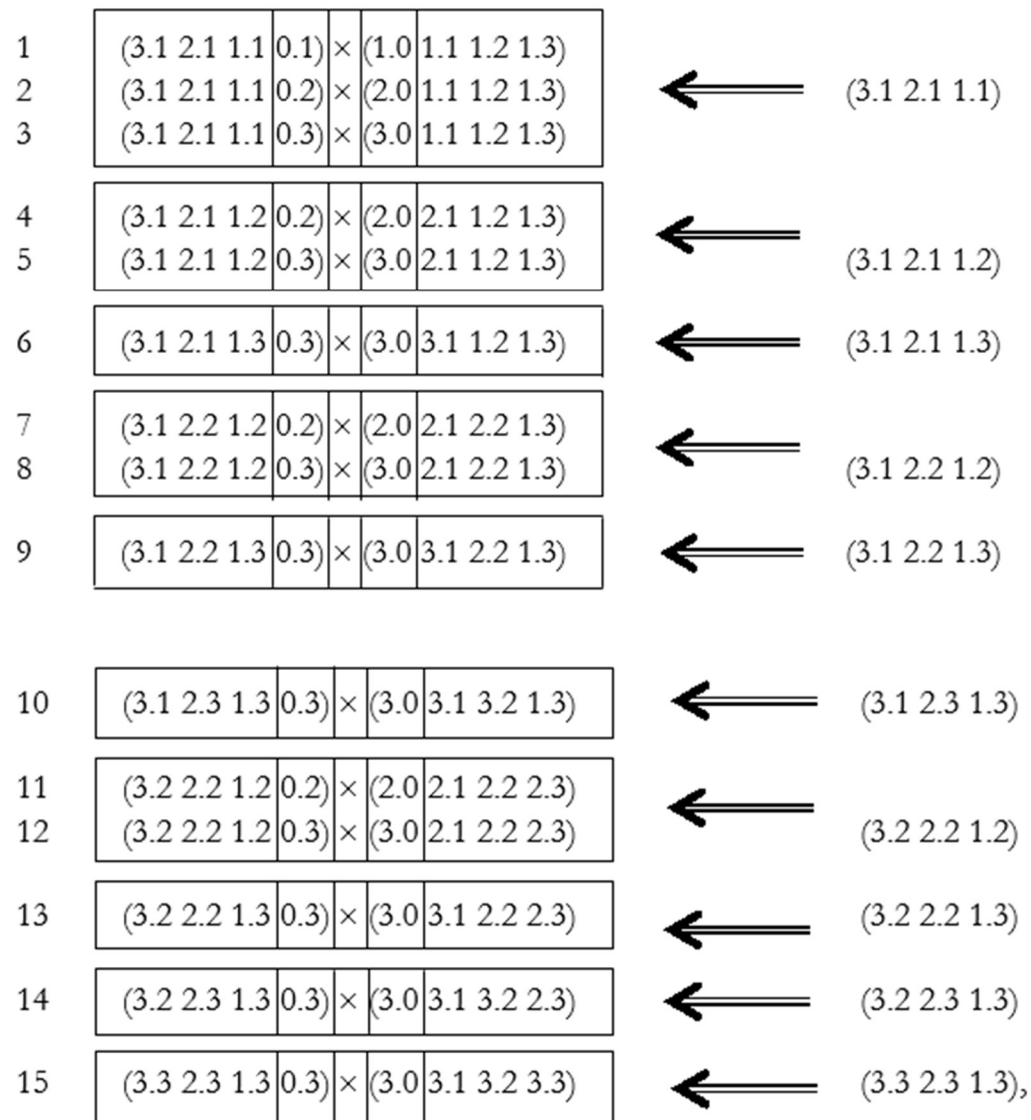 1 (3.1 2.1 1.1 0.1) × (1.0 1.1 1.2 1.3)
2 (3.1 2.1 1.1 0.2) × (2.0 1.1 1.2 1.3) (3.1 2.1 1.1)
3 (3.1 2.1 1.1 0.3) × (3.0 1.1 1.2 1.3)
4 (3.1 2.1 1.2 0.2) × (2.0 2.1 1.2 1.3)
5 (3.1 2.1 1.2 0.3) × (3.0 2.1 1.2 1.3) (3.1 2.1 1.2)
6 (3.1 2.1 1.3 0.3) × (3.0 3.1 1.2 1.3) (3.1 2.1 1.3)
7 (3.1 2.2 1.2 0.2) × (2.0 2.1 2.2 1.3)
8 (3.1 2.2 1.2 0.3) × (3.0 2.1 2.2 1.3) (3.1 2.2 1.2)
9 (3.1 2.2 1.3 0.3) × (3.0 3.1 2.2 1.3) (3.1 2.2 1.3)
10 (3.1 2.3 1.3 0.3) × (3.0 3.1 3.2 1.3) (3.1 2.3 1.3)
11 (3.2 2.2 1.2 0.2) × (2.0 2.1 2.2 2.3)
12 (3.2 2.2 1.2 0.3) × (3.0 2.1 2.2 2.3) (3.2 2.2 1.2)
13 (3.2 2.2 1.3 0.3) × (3.0 3.1 2.2 2.3) (3.2 2.2 1.3)
14 (3.2 2.3 1.3 0.3) × (3.0 3.1 3.2 2.3) (3.2 2.3 1.3)
15 (3.3 2.3 1.3 0.3) × (3.0 3.1 3.2 3.3) (3.3 2.3 1.3),